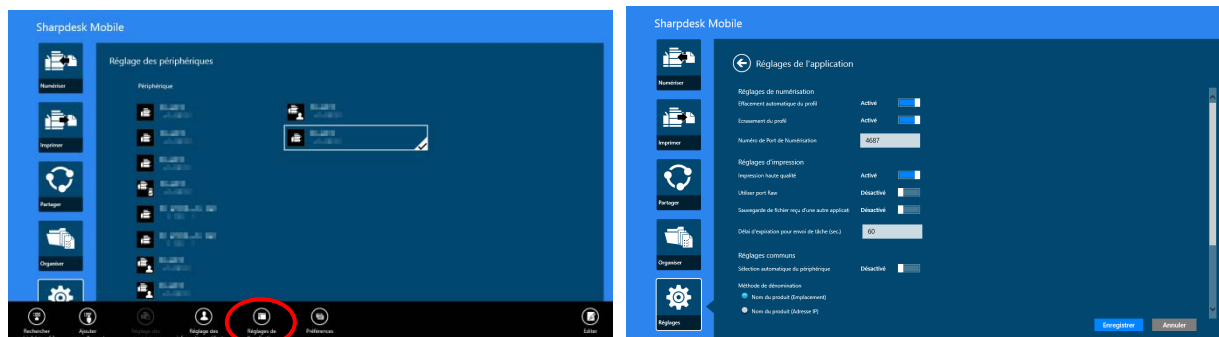 Sharpdesk Mobile
Numériser
Imprimer
Partager
Organiser
Réglage des périphériques
Périphérique
Rechercher
Ajouter
Réglage des
Réglage des
Réglages de
Préférences
Editer
Sharpdesk Mobile
Numériser
Imprimer
Partager
Organiser
Réglages
Réglages de l'application
Réglages de numérisation
Effacement automatique du profil Activé
Ecrasement du profil Activé
Numéro de Port de Numérisation 4687
Réglages d'impression
Impression haute qualité Activé
Utiliser port Raw Désactivé
Sauvegarde de fichier reçu d'une autre applicati Désactivé
Délai d'expiration pour envoi de tâche (sec.) 60
Réglages communs
Sélection automatique du périphérique Désactivé
Méthode de dénomination
Nom du produit (Emplacement)
Nom du produit (Adresse IP)
Enregistrer Annuler